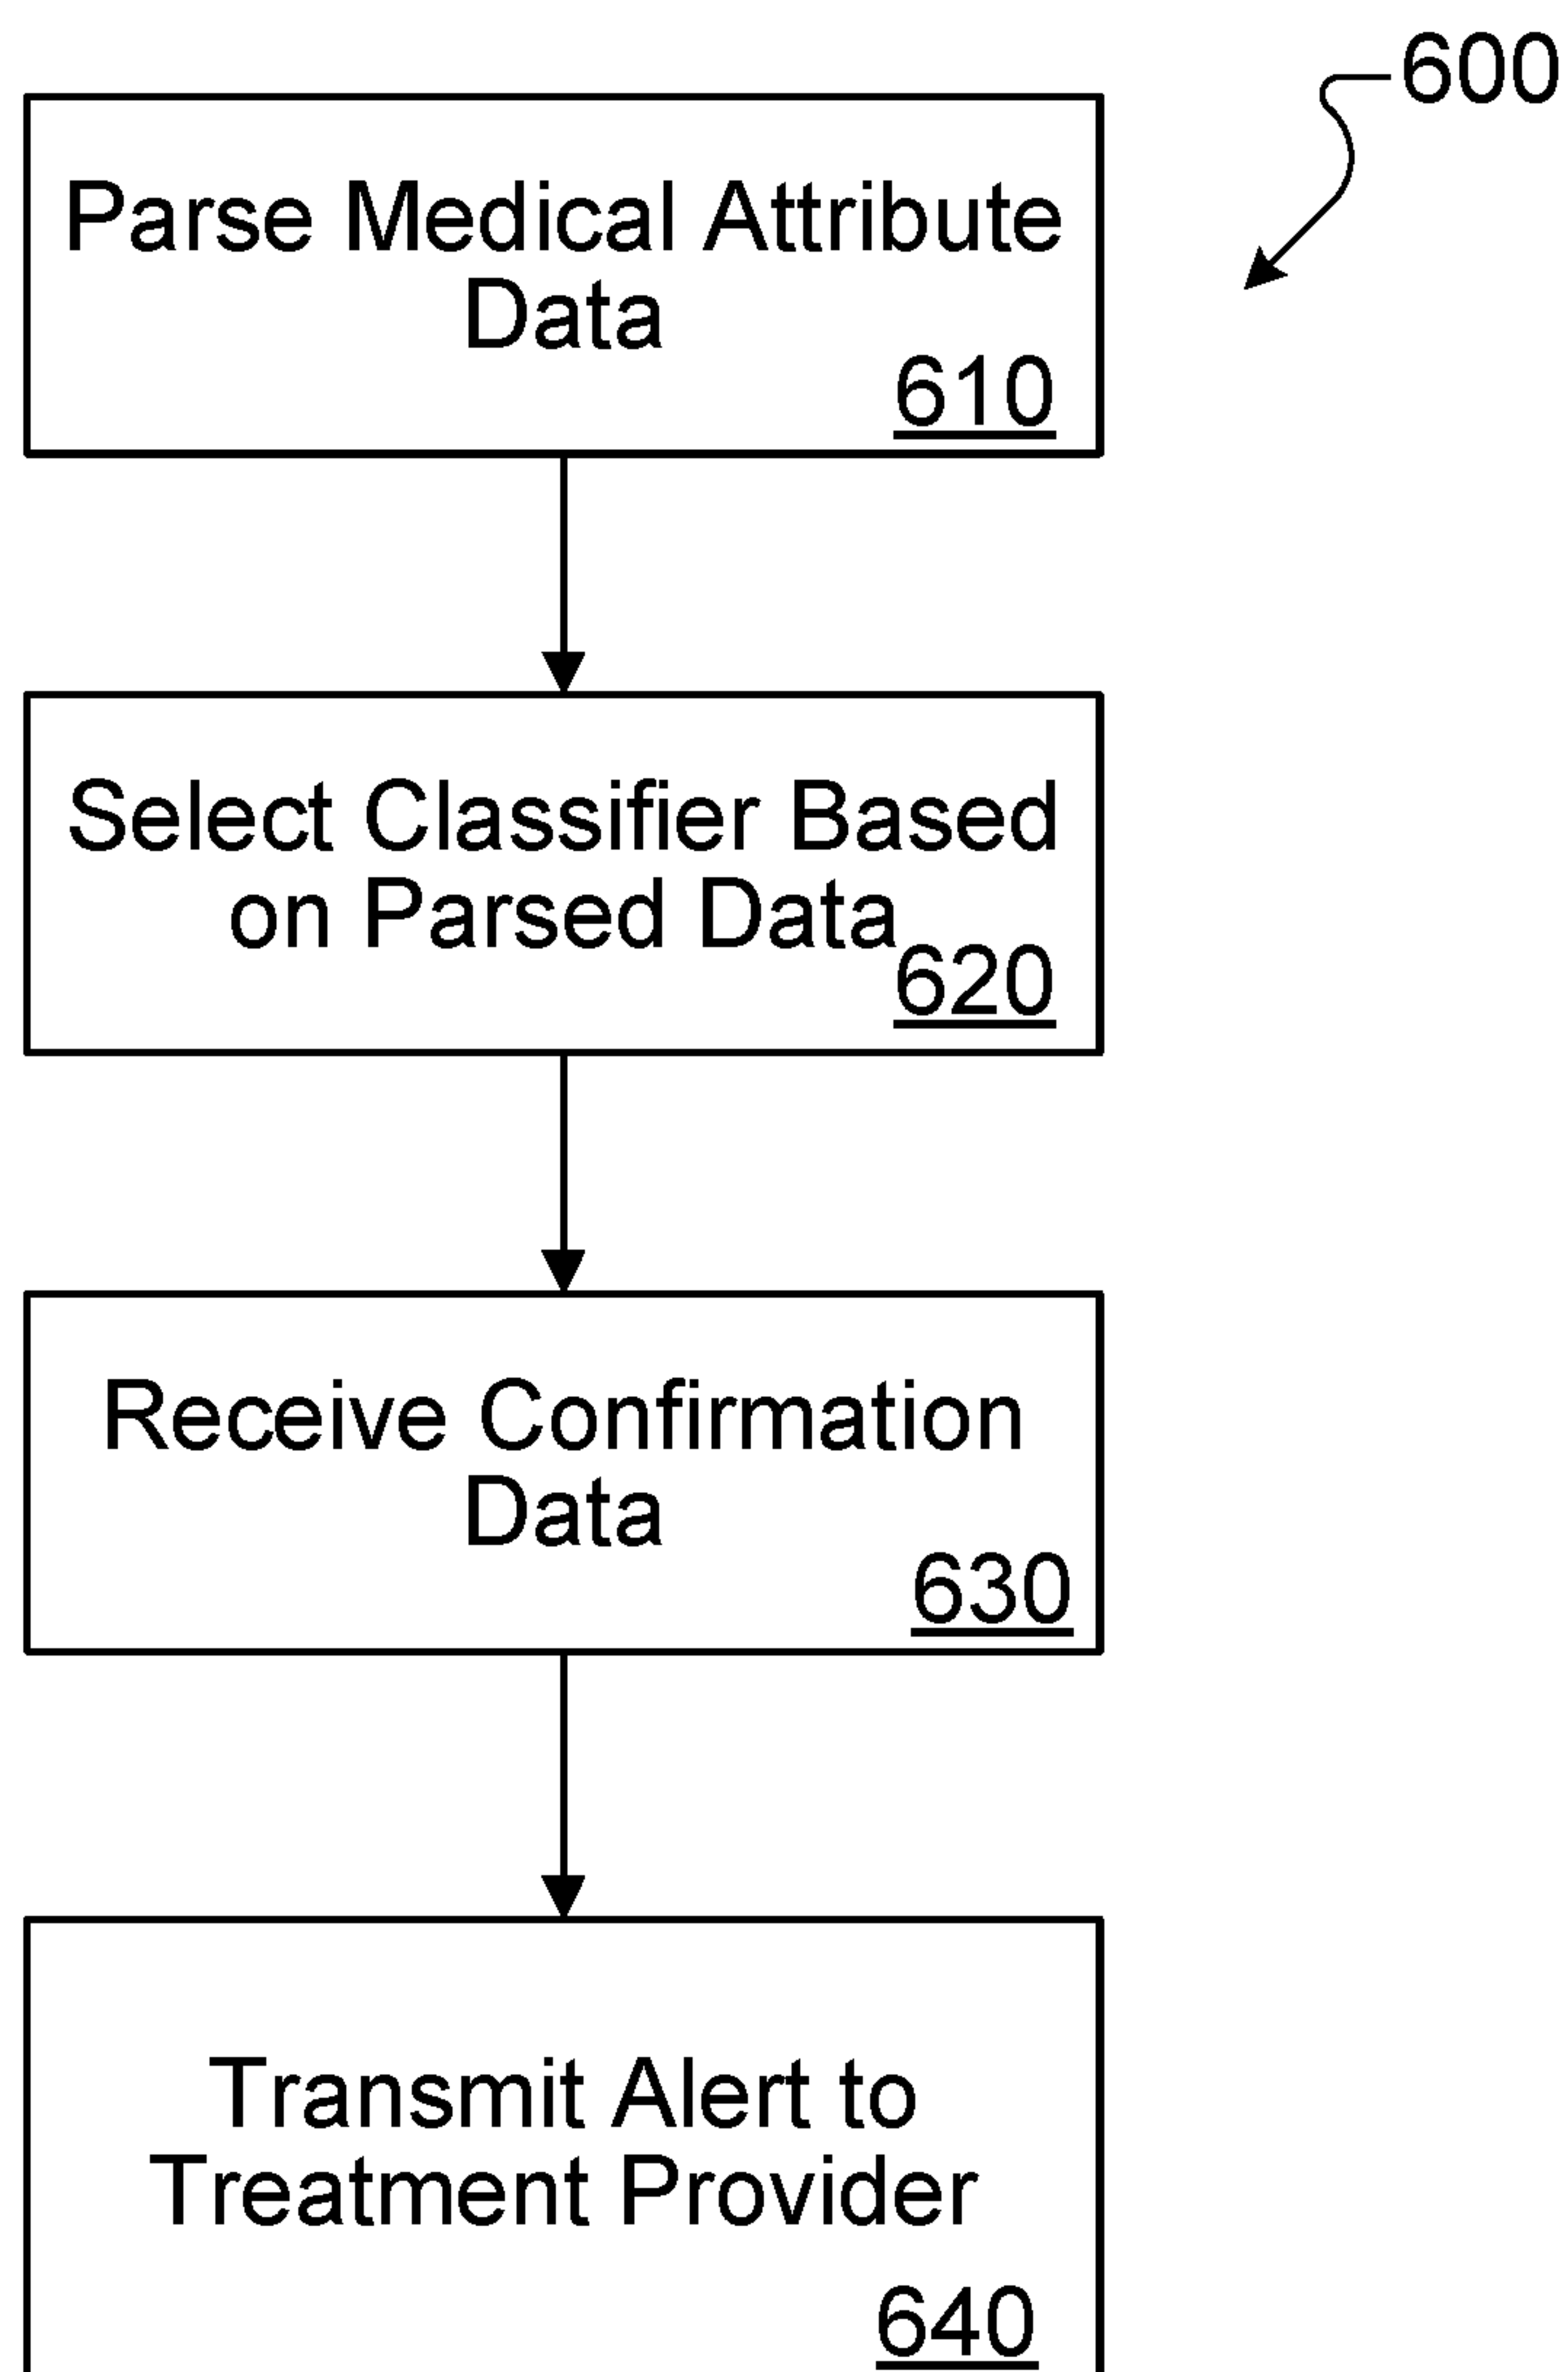 600
Parse Medical Attribute
Data
610
Select Classifier Based
on Parsed Data
620
Receive Confirmation
Data
630
Transmit Alert to
Treatment Provider
640